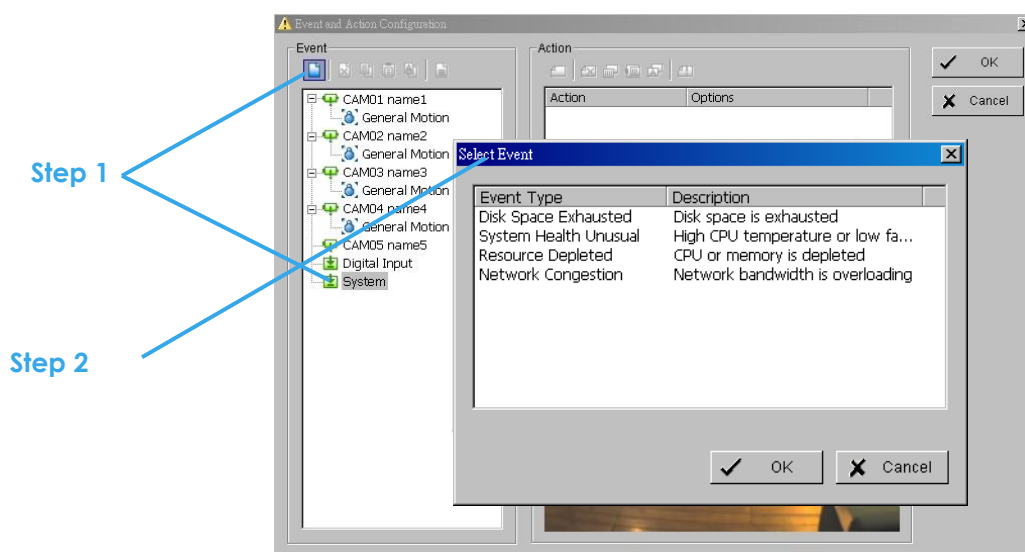 Event and Action Configuration
Event
Action
OK
Cancel
CAM01 name1
General Motion
CAM02 name2
General Motion
CAM03 name3
General Motion
CAM04 name4
General Motion
CAM05 name5
Digital Input
System
Action Options
Select Event
Event Type Description
Disk Space Exhausted Disk space is exhausted
System Health Unusual High CPU temperature or low fa...
Resource Depleted CPU or memory is depleted
Network Congestion Network bandwidth is overloading
OK
Cancel
Step 1
Step 2